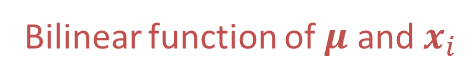 Bilinear function of 𝝁 and 𝒙ᵢ